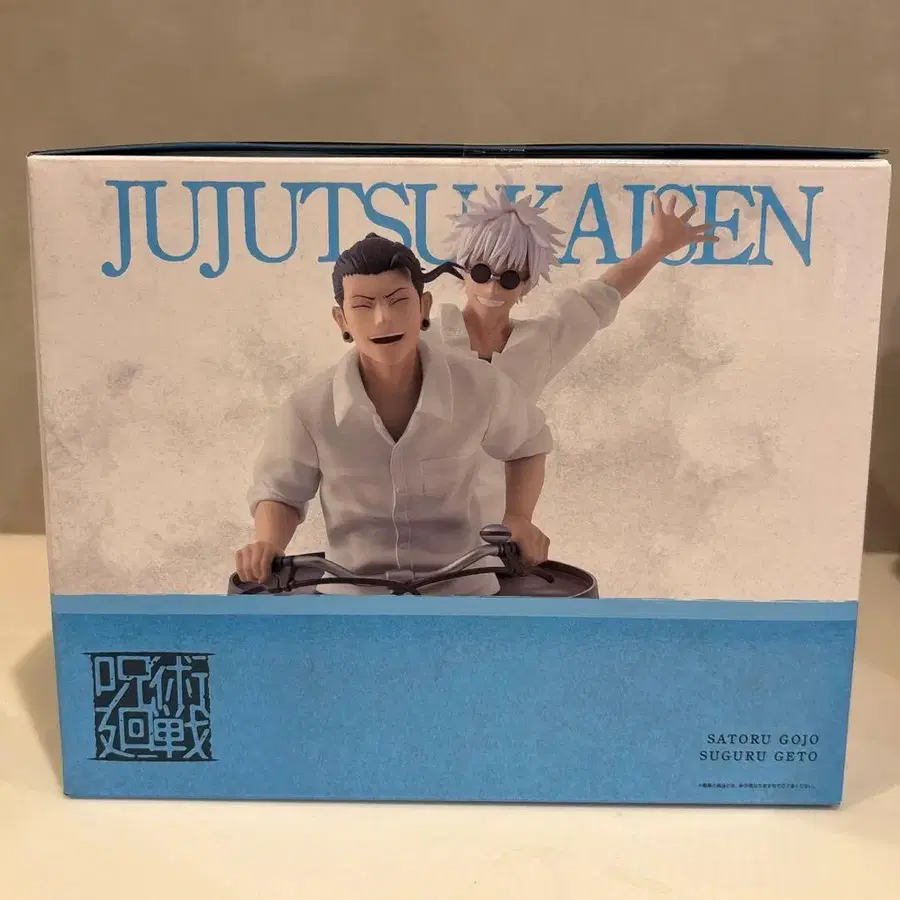 JUJUTSU KAISEN
呪術
廻戦
SATORU GOJO
SUGURU GETO